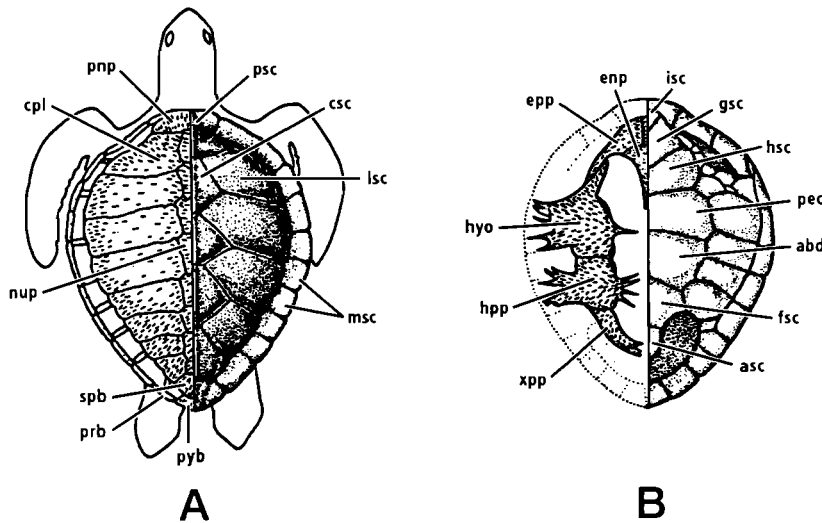 pnp
psc
cpl
csc
lsc
nup
msc
spb
prb
pyb
A
enp
isc
epp
gsc
hsc
pec
hyo
abd
hpp
fsc
xpp
asc
B